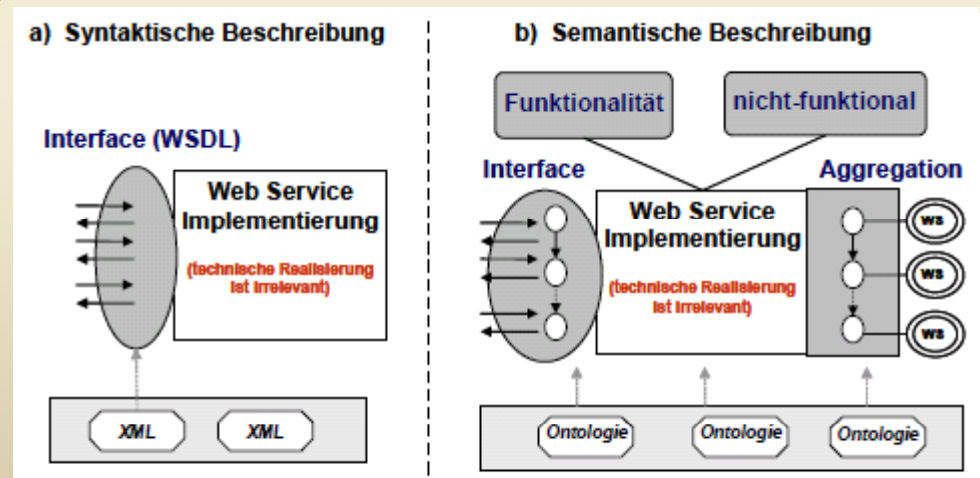 a) Syntaktische Beschreibung
Interface (WSDL)
Web Service
Implementierung
(technische Realisierung
ist irrelevant)
XML
XML
b) Semantische Beschreibung
Funktionalität
nicht-funktional
Interface
Aggregation
Web Service
Implementierung
(technische Realisierung
ist irrelevant)
ws
ws
ws
Ontologie
Ontologie
Ontologie